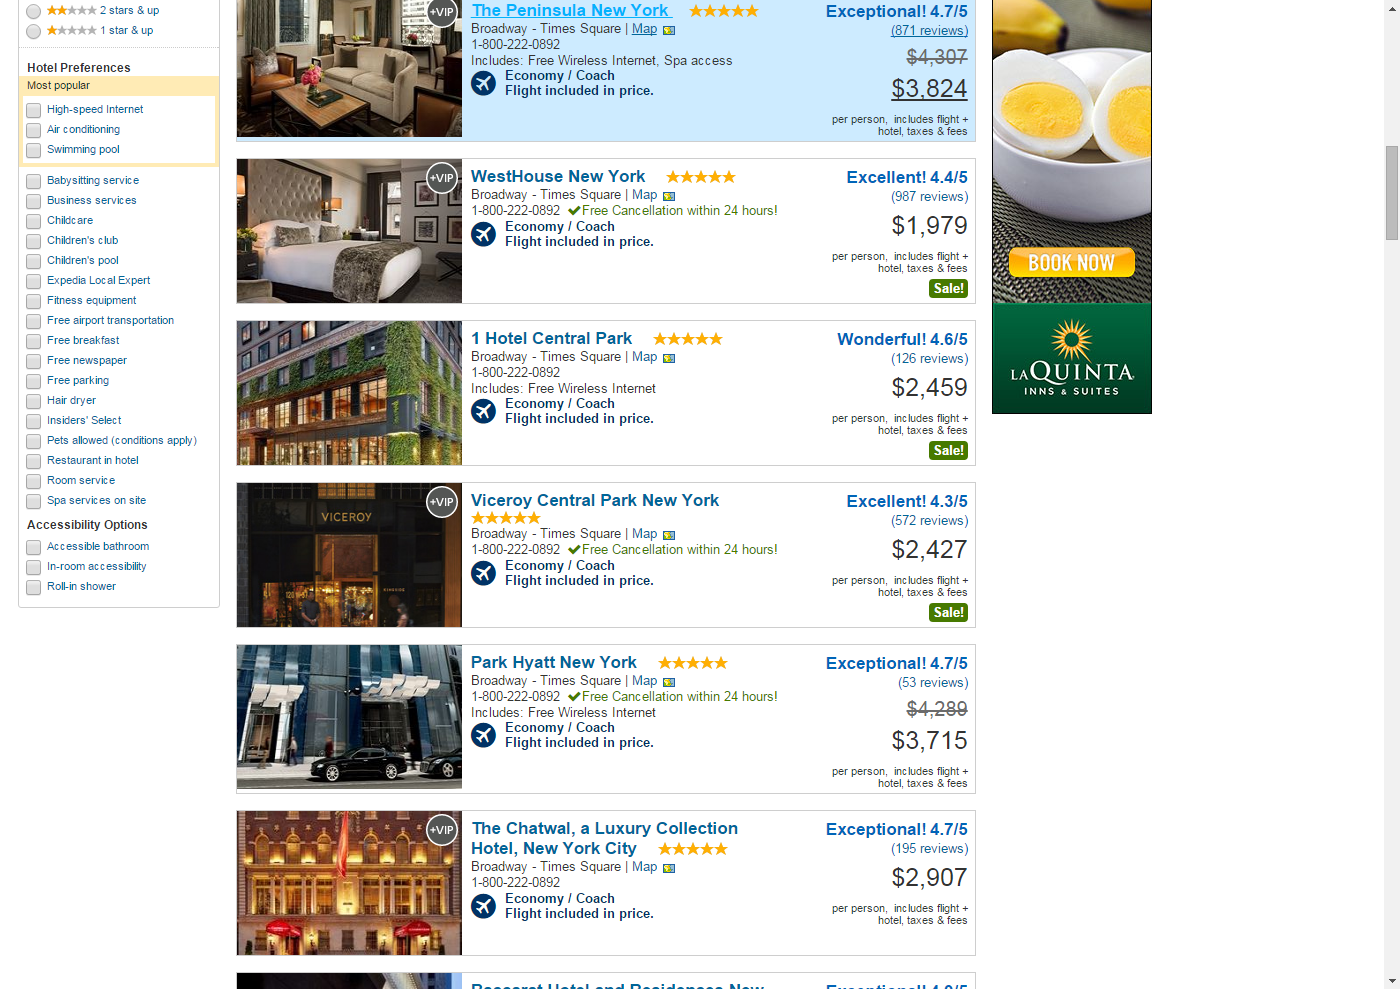 2 stars & up
1 star & up
Hotel Preferences
Most popular
High-speed Internet
Air conditioning
Swimming pool
Babysitting service
Business services
Childcare
Children's club
Children's pool
Expedia Local Expert
Fitness equipment
Free airport transportation
Free breakfast
Free newspaper
Free parking
Hair dryer
Insiders' Select
Pets allowed (conditions apply)
Restaurant in hotel
Room service
Spa services on site
Accessibility Options
Accessible bathroom
In-room accessibility
Roll-in shower
+VIP
The Peninsula New York
Broadway - Times Square | Map
1-800-222-0892
Includes: Free Wireless Internet, Spa access
Economy / Coach
Flight included in price.
Exceptional! 4.7/5
(871 reviews)
$4,307
$3,824
per person, includes flight +
hotel, taxes & fees
+VIP
WestHouse New York
Broadway - Times Square | Map
1-800-222-0892 Free Cancellation within 24 hours!
Economy / Coach
Flight included in price.
Excellent! 4.4/5
(987 reviews)
$1,979
per person, includes flight +
hotel, taxes & fees
Sale!
1 Hotel Central Park
Broadway - Times Square | Map
1-800-222-0892
Includes: Free Wireless Internet
Economy / Coach
Flight included in price.
Wonderful! 4.6/5
(126 reviews)
$2,459
per person, includes flight +
hotel, taxes & fees
Sale!
VICEROY
+VIP
Viceroy Central Park New York
Broadway - Times Square | Map
1-800-222-0892 Free Cancellation within 24 hours!
Economy / Coach
Flight included in price.
Excellent! 4.3/5
(572 reviews)
$2,427
per person, includes flight +
hotel, taxes & fees
Sale!
Park Hyatt New York
Broadway - Times Square | Map
1-800-222-0892 Free Cancellation within 24 hours!
Includes: Free Wireless Internet
Economy / Coach
Flight included in price.
Exceptional! 4.7/5
(53 reviews)
$4,289
$3,715
per person, includes flight +
hotel, taxes & fees
+VIP
The Chatwal, a Luxury Collection
Hotel, New York City
Broadway - Times Square | Map
1-800-222-0892
Economy / Coach
Flight included in price.
Exceptional! 4.7/5
(195 reviews)
$2,907
per person, includes flight +
hotel, taxes & fees
Baccarat Hotel and Residences New
Exceptional! 4.9/5
BOOK NOW
LAQUINTA
INNS & SUITES